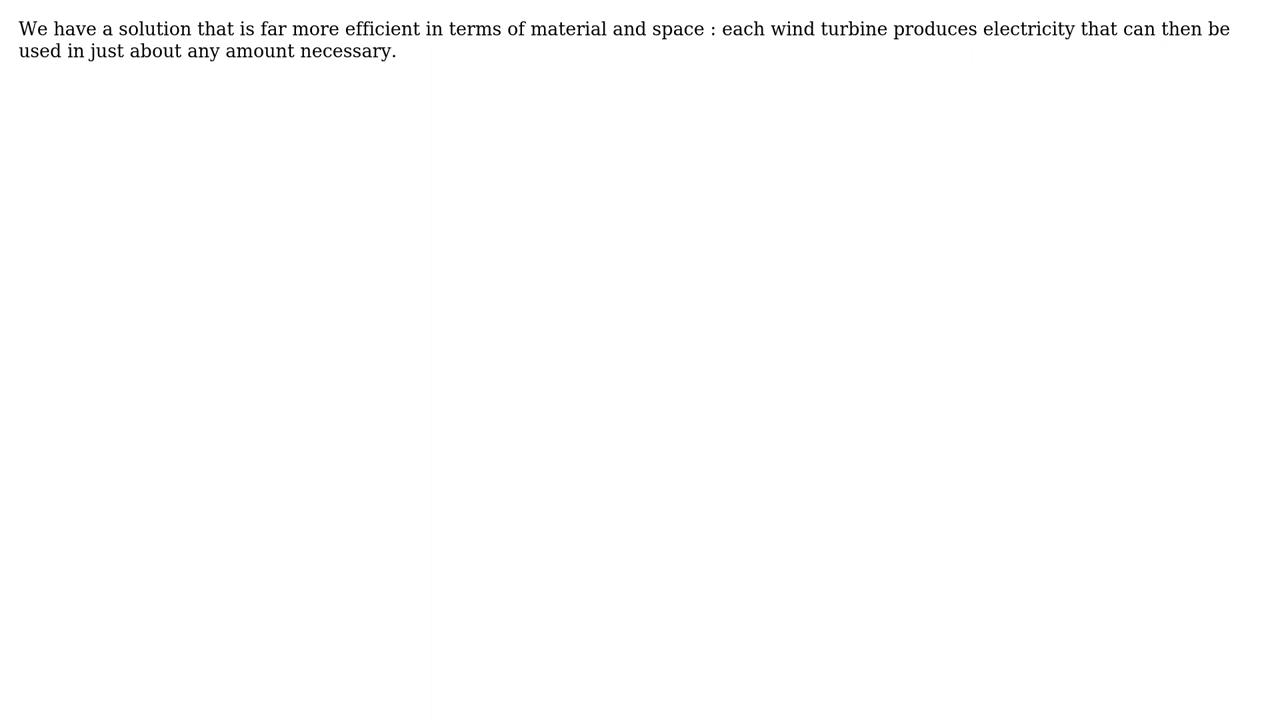 We have a solution that is far more efficient in terms of material and space : each wind turbine produces electricity that can then be
used in just about any amount necessary.